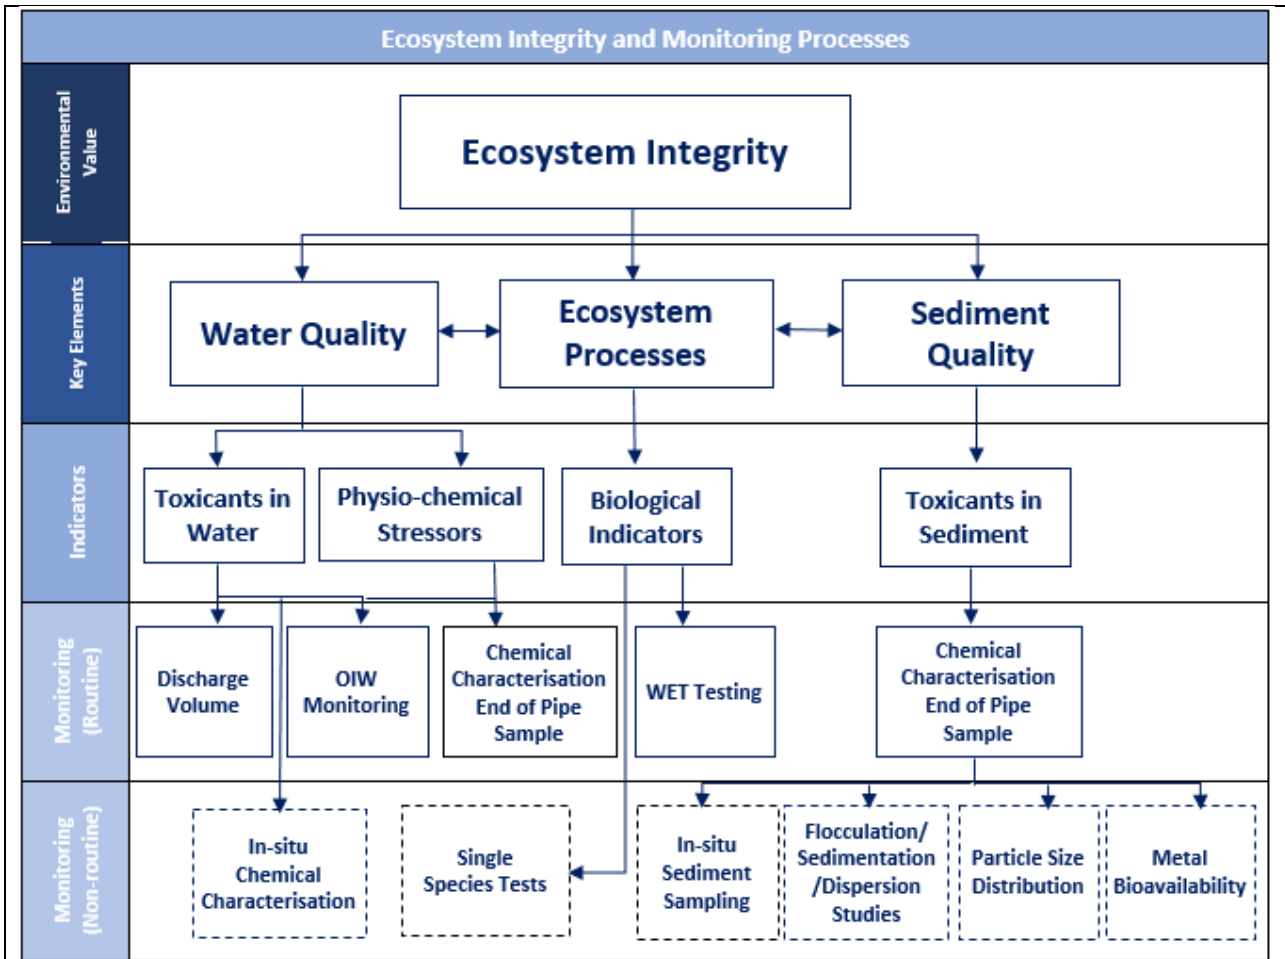 Ecosystem Integrity and Monitoring Processes
Environmental
Value
Ecosystem Integrity
Key Elements
Water Quality
Ecosystem
Processes
Sediment
Quality
Indicators
Toxicants in
Water
Physio-chemical
Stressors
Biological
Indicators
Toxicants in
Sediment
Monitoring
(Routine)
Discharge
Volume
OIW
Monitoring
Chemical
Characterisation
End of Pipe
Sample
WET Testing
Chemical
Characterisation
End of Pipe
Sample
Monitoring
(Non-routine)
In-situ
Chemical
Characterisation
Single
Species Tests
In-situ
Sediment
Sampling
Flocculation/
Sedimentation
/Dispersion
Studies
Particle Size
Distribution
Metal
Bioavailability